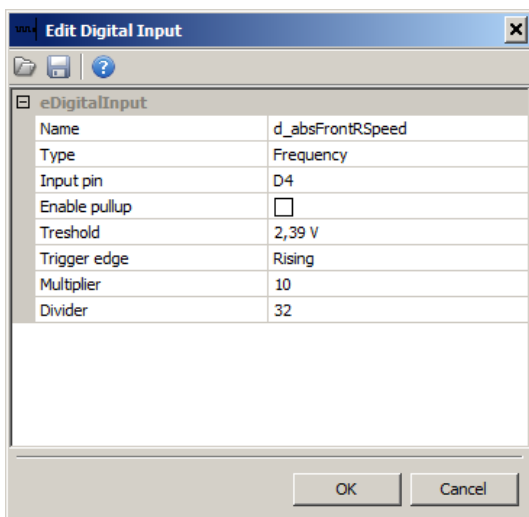 Edit Digital Input
eDigitalInput
Name d_absFrontRSpeed
Type Frequency
Input pin D4
Enable pullup
Treshold 2,39 V
Trigger edge Rising
Multiplier 10
Divider 32
OK Cancel